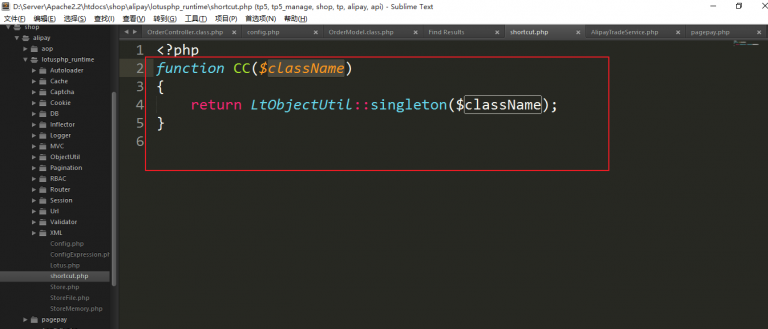 D:\Server\Apache2.2\htdocs\shop\alipay\lotusphp_runtime\shortcut.php (tp5, tp5_manage, shop, tp, alipay, api) - Sublime Text
文件(F) 编辑(E) 选择(S) 查找(I) 查看(V) 转到(G) 工具(T) 项目(P) 首选项(N) 帮助(H)
OrderController.class.php × config.php × OrderModel.class.php × Find Results × shortcut.php × AlipayTradeService.php × pagepay.php ×
shop
alipay
aop
lotusphp_runtime
Autoloader
Cache
Captcha
Cookie
DB
Inflector
Logger
MVC
ObjectUtil
Pagination
RBAC
Router
Session
Url
Validator
XML
Config.php
ConfigExpression.ph
Lotus.php
shortcut.php
Store.php
StoreFile.php
StoreMemory.php
pagepay
1 <?php
2 function CC($className)
3 {
4 return LtObjectUtil::singleton($className);
5 }
6